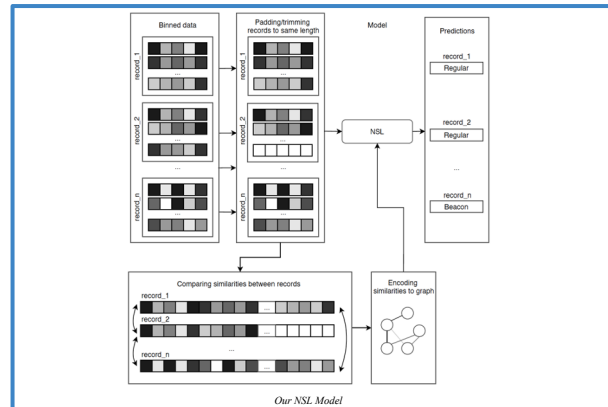 Binned data
Padding/trimming
records to same length
Model
Predictions
record_1
...
record_2
...
...
record_n
...
record_1
...
record_2
...
...
record_n
...
NSL
record_1
Regular
record_2
Regular
...
record_n
Beacon
Comparing similarities between records
record_1
...
record_2
...
...
record_n
...
Encoding
similarities to graph
Our NSL Model